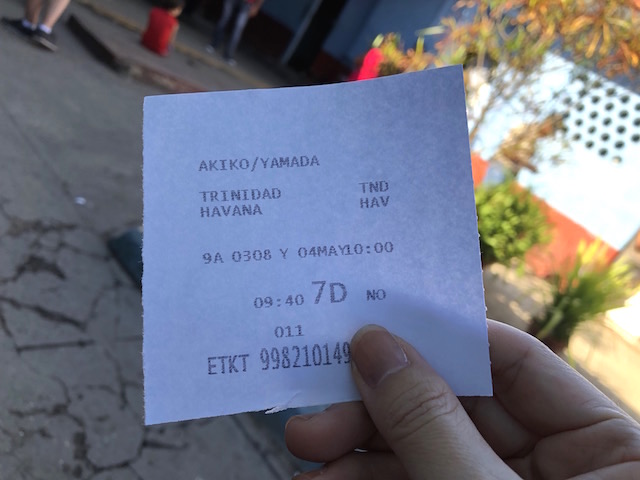 AKIKO/YAMADA
TRINIDAD TND
HAVANA HAV
9A 0308 Y 04MAY10:00
09:40 7D NO
011
ETKT 998210149